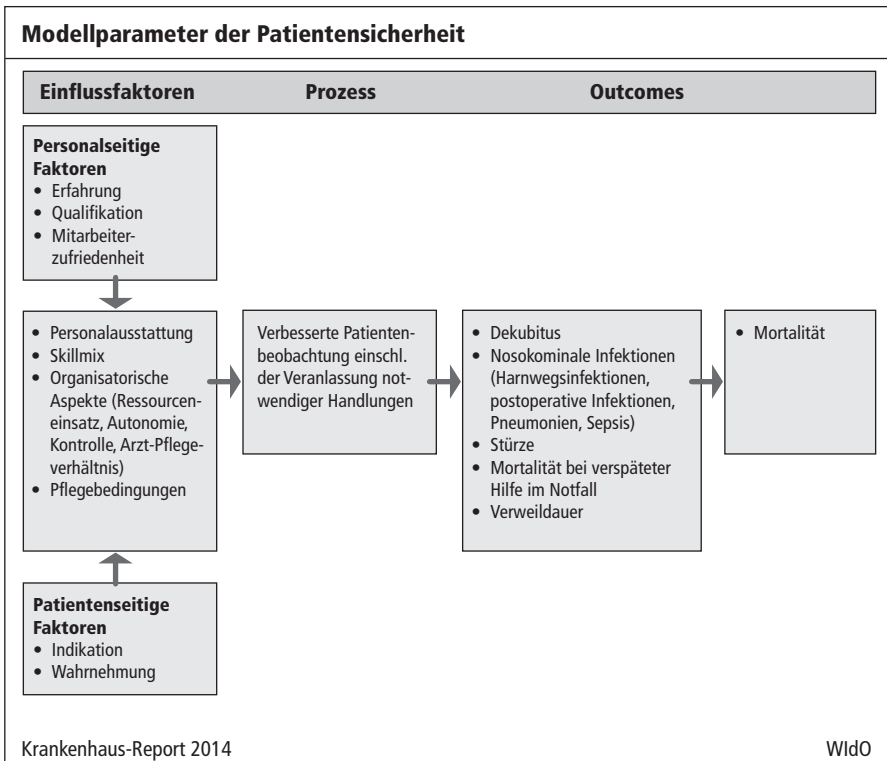 Modellparameter der Patientensicherheit
Einflussfaktoren
Prozess
Outcomes
Personalseitige
Faktoren
• Erfahrung
• Qualifikation
• Mitarbeiter-
zufriedenheit
• Personalausstattung
• Skillmix
• Organisatorische
Aspekte (Ressourcen-
einsatz, Autonomie,
Kontrolle, Arzt-Pflege-
verhältnis)
• Pflegebedingungen
Patientenseitige
Faktoren
• Indikation
• Wahrnehmung
Verbesserte Patienten-
beobachtung einschl.
der Veranlassung not-
wendiger Handlungen
• Dekubitus
• Nosokominale Infektionen
(Harnwegsinfektionen,
postoperative Infektionen,
Pneumonien, Sepsis)
• Stürze
• Mortalität bei verspäteter
Hilfe im Notfall
• Verweildauer
• Mortalität
Krankenhaus-Report 2014
WIdO